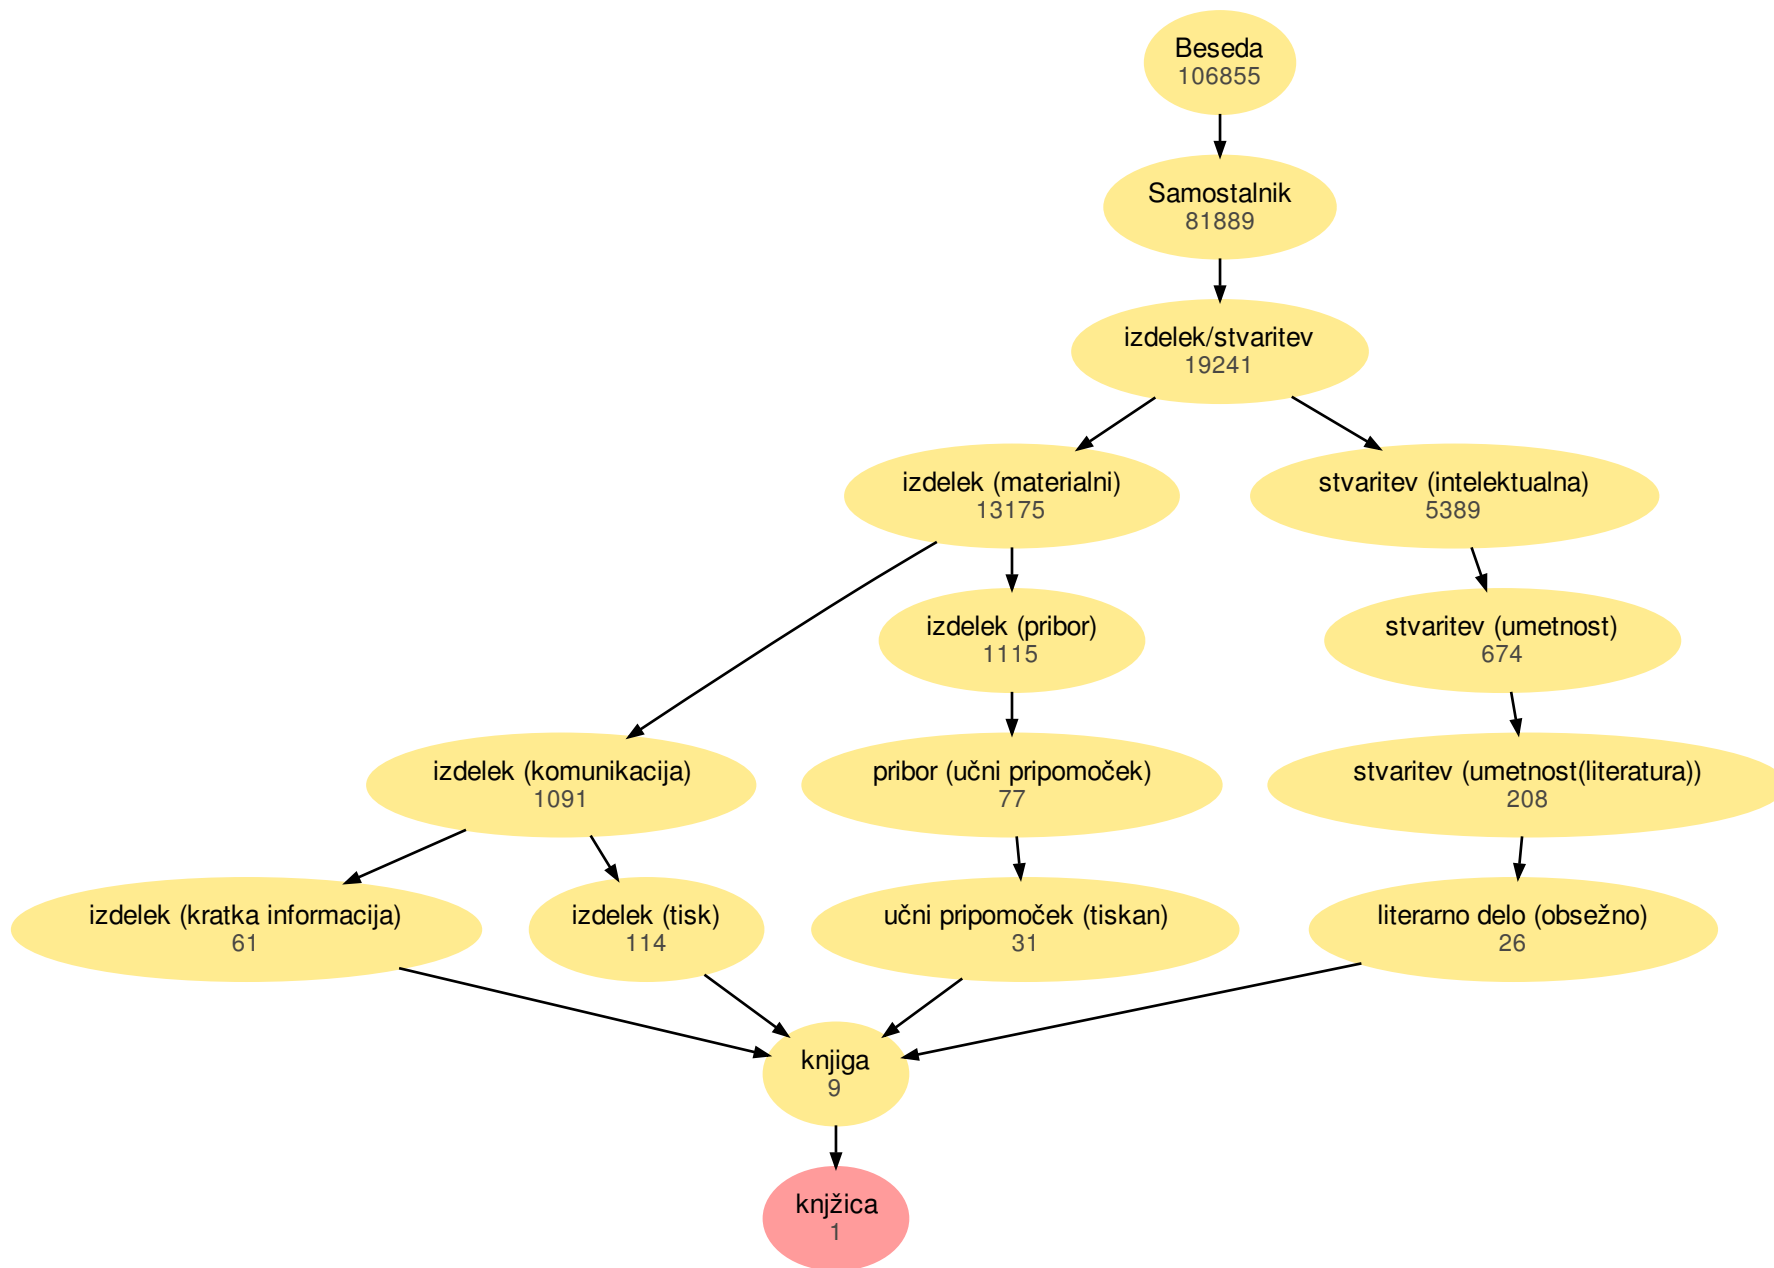 Beseda
106855
Samostalnik
81889
izdelek/stvaritev
19241
izdelek (materialni)
13175
stvaritev (intelektualna)
5389
izdelek (pribor)
1115
stvaritev (umetnost)
674
izdelek (komunikacija)
1091
pribor (učni pripomoček)
77
stvaritev (umetnost(literatura))
208
izdelek (kratka informacija)
61
izdelek (tisk)
114
učni pripomoček (tiskan)
31
literarno delo (obsežno)
26
knjiga
9
knjžica
1